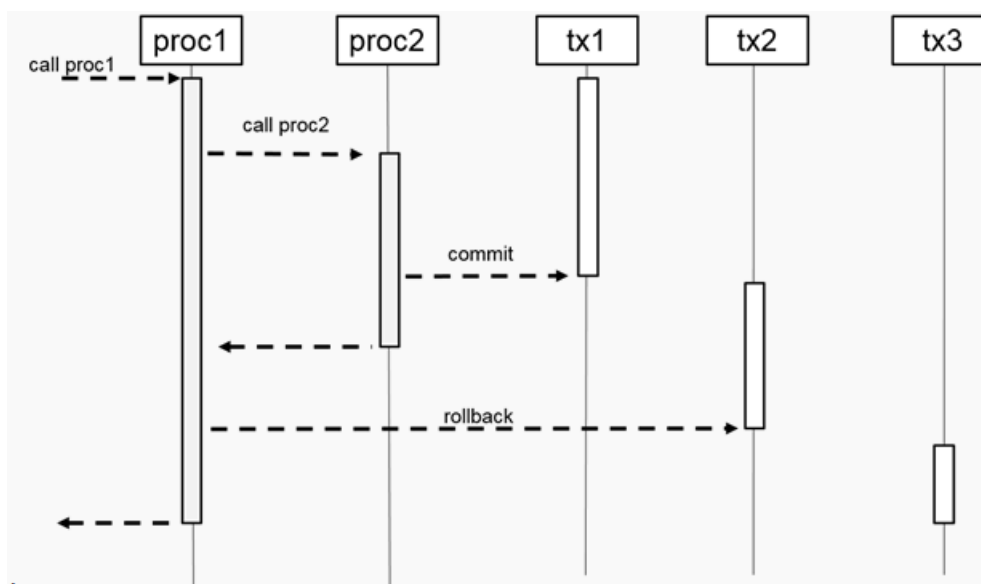 proc1 proc2 tx1 tx2 tx3
call proc1
call proc2
commit
rollback